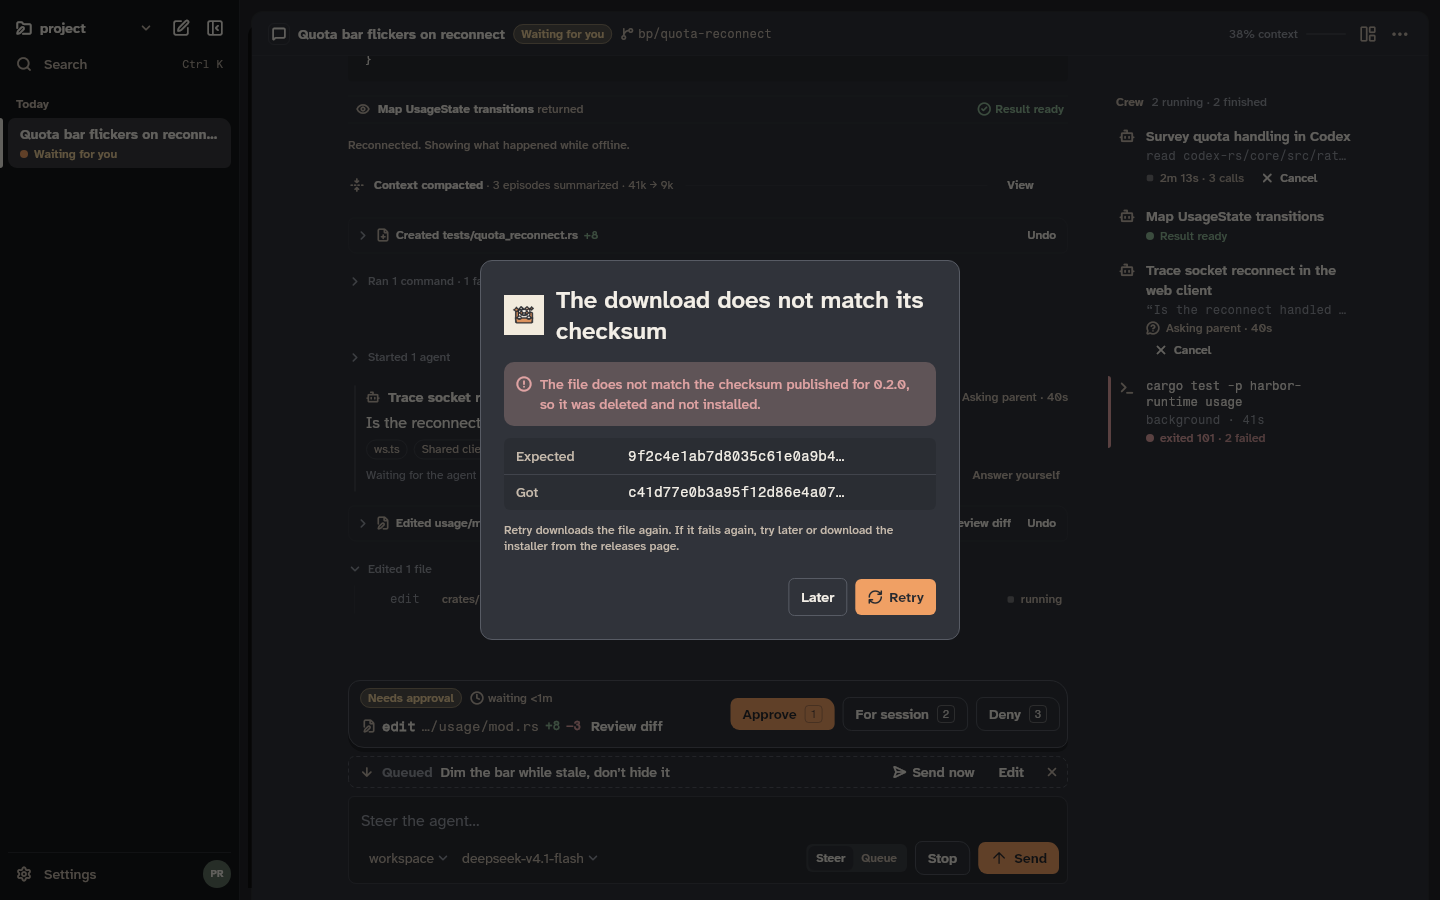 project
Search
Ctrl K
Today
Quota bar flickers on reconn…
Waiting for you
Settings
PR
Quota bar flickers on reconnect
Waiting for you
bp/quota-reconnect
38% context
}
Map UsageState transitions returned
Result ready
Reconnected. Showing what happened while offline.
Context compacted · 3 episodes summarized · 41k → 9k
View
Created tests/quota_reconnect.rs +8
Undo
Ran 1 command · 1 fa
Started 1 agent
Trace socket r
Asking parent · 40s
Is the reconnect
ws.ts
Shared clie
Waiting for the agent
Answer yourself
Edited usage/m
eview diff
Undo
Edited 1 file
edit
crates/
running
The download does not match its
checksum
The file does not match the checksum published for 0.2.0,
so it was deleted and not installed.
Expected
9f2c4e1ab7d8035c61e0a9b4…
Got
c41d77e0b3a95f12d86e4a07…
Retry downloads the file again. If it fails again, try later or download the
installer from the releases page.
Later
Retry
Needs approval
waiting <1m
edit …/usage/mod.rs +8 −3 Review diff
Approve 1
For session 2
Deny 3
Queued Dim the bar while stale, don't hide it
Send now
Edit
Steer the agent…
workspace
deepseek-v4.1-flash
Steer
Queue
Stop
Send
Crew 2 running · 2 finished
Survey quota handling in Codex
read codex-rs/core/src/rat…
2m 13s · 3 calls
Cancel
Map UsageState transitions
Result ready
Trace socket reconnect in the
web client
“Is the reconnect handled …
Asking parent · 40s
Cancel
cargo test -p harbor-
runtime usage
background · 41s
exited 101 · 2 failed